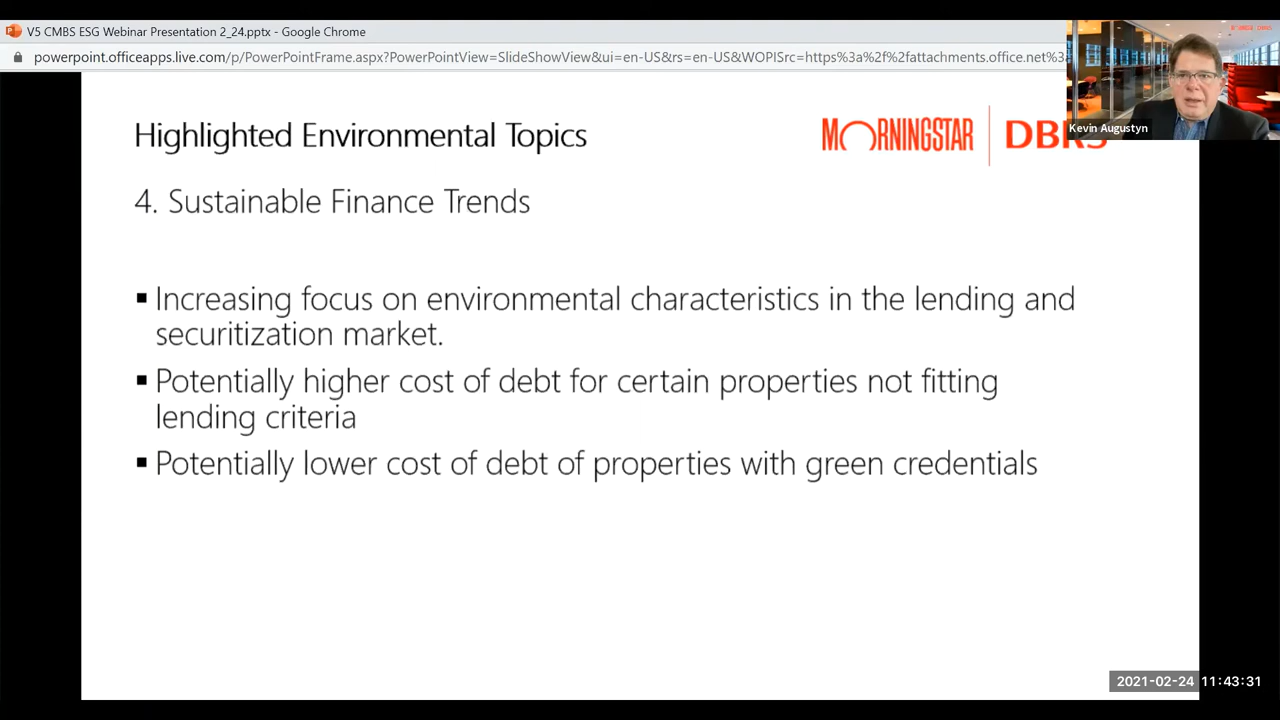 V5 CMBS ESG Webinar Presentation 2_24.pptx - Google Chrome
powerpoint.officeapps.live.com/p/PowerPointFrame.aspx?PowerPointView=SlideShowView&ui=en-US&rs=en-US&WOPISrc=https%3a%2f%2fattachments.office.net%3
Kevin Augustyn
Highlighted Environmental Topics
MORNINGSTAR DBRS
4. Sustainable Finance Trends
▪ Increasing focus on environmental characteristics in the lending and
securitization market.
▪ Potentially higher cost of debt for certain properties not fitting
lending criteria
▪ Potentially lower cost of debt of properties with green credentials
2021-02-24 11:43:31